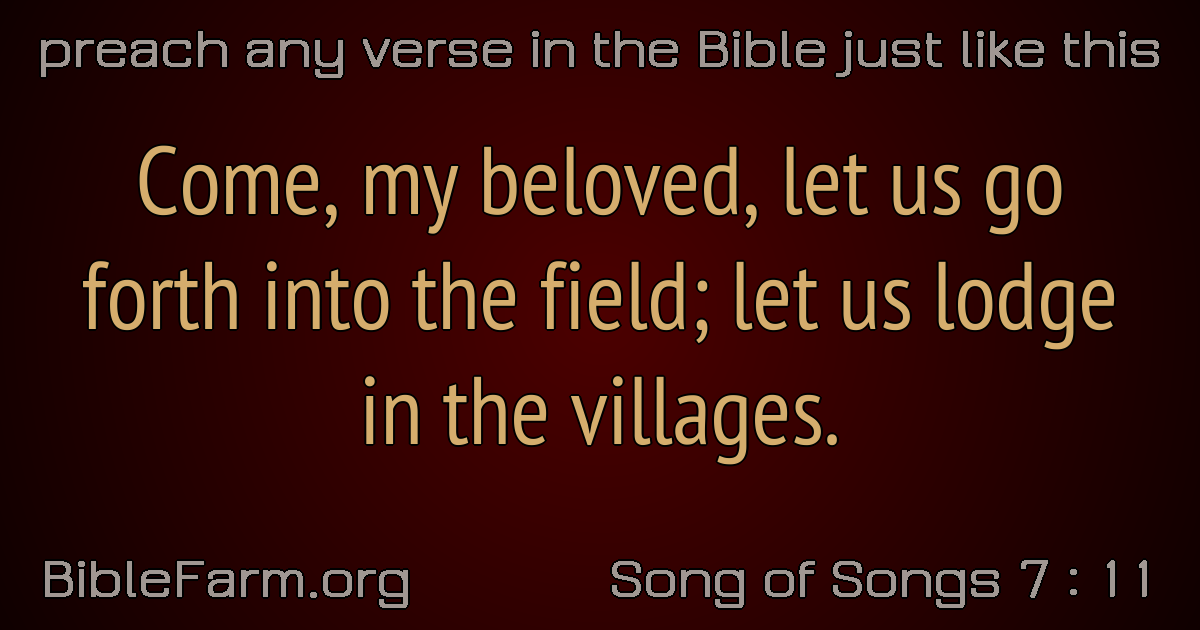 preach any verse in the Bible just like this
Come, my beloved, let us go
forth into the field; let us lodge
in the villages.
BibleFarm.org
Song of Songs 7 : 11